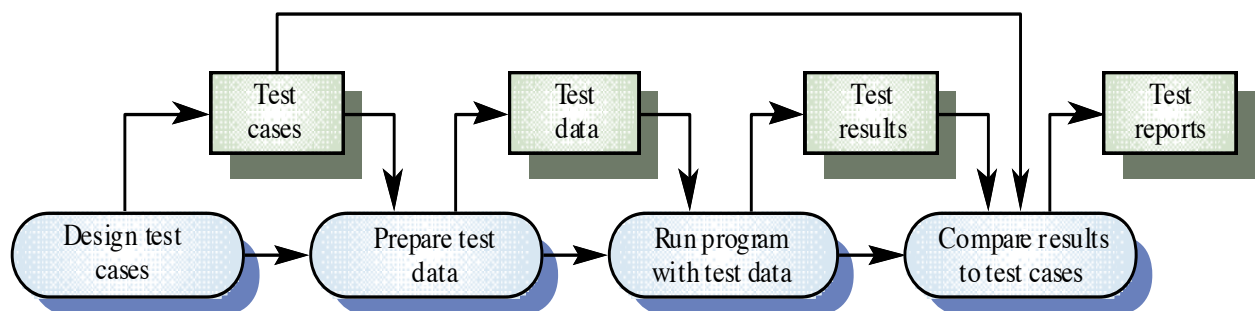 Test
cases
Test
data
Test
results
Test
reports
Design test
cases
Prepare test
data
Run program
with test data
Compare results
to test cases